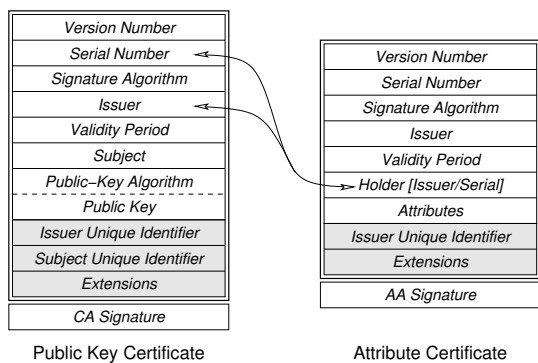 Version Number
Serial Number
Signature Algorithm
Issuer
Validity Period
Subject
Public–Key Algorithm
Public Key
Issuer Unique Identifier
Subject Unique Identifier
Extensions
CA Signature
Public Key Certificate
Version Number
Serial Number
Signature Algorithm
Issuer
Validity Period
Holder [Issuer/Serial]
Attributes
Issuer Unique Identifier
Extensions
AA Signature
Attribute Certificate